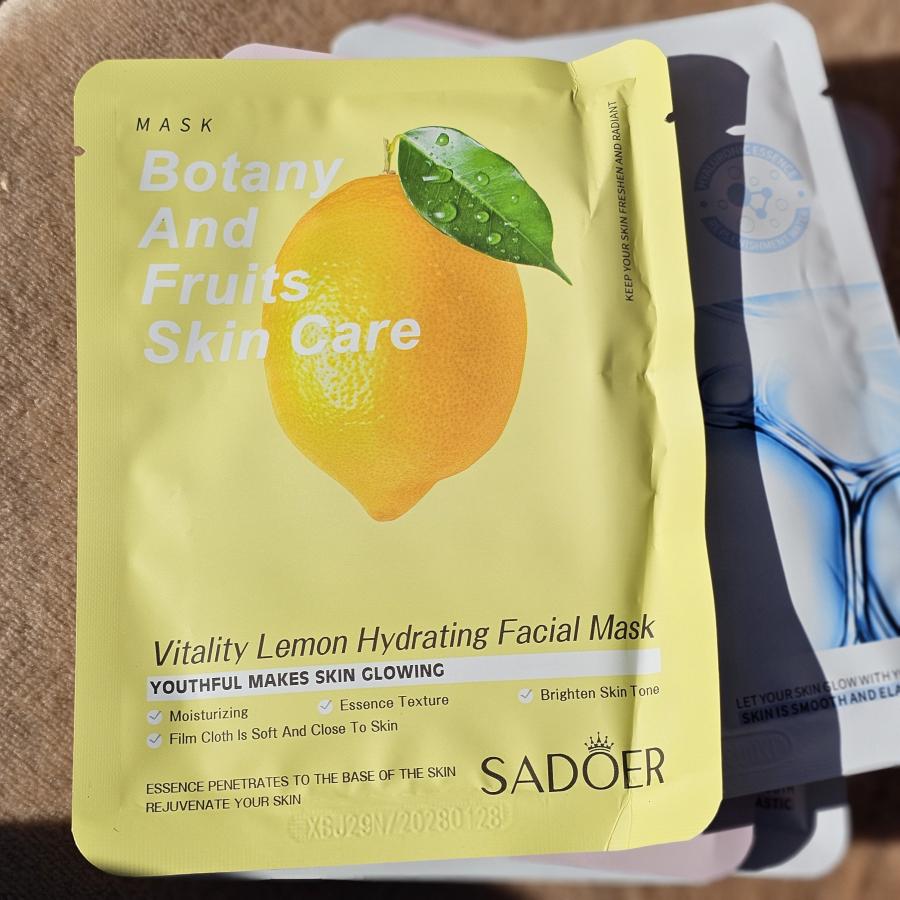 MASK
Botany
And
Fruits
Skin Care
KEEP YOUR SKIN FRESHEN AND RADIANT
Vitality Lemon Hydrating Facial Mask
YOUTHFUL MAKES SKIN GLOWING
Moisturizing
Essence Texture
Brighten Skin Tone
Film Cloth Is Soft And Close To Skin
ESSENCE PENETRATES TO THE BASE OF THE SKIN
REJUVENATE YOUR SKIN
SADOER
XBJ29N/20280128
HYALURONIC ESSENCE
REPLENISHMENT
LET YOUR SKIN GLOW WITH
SKIN IS SMOOTH AND